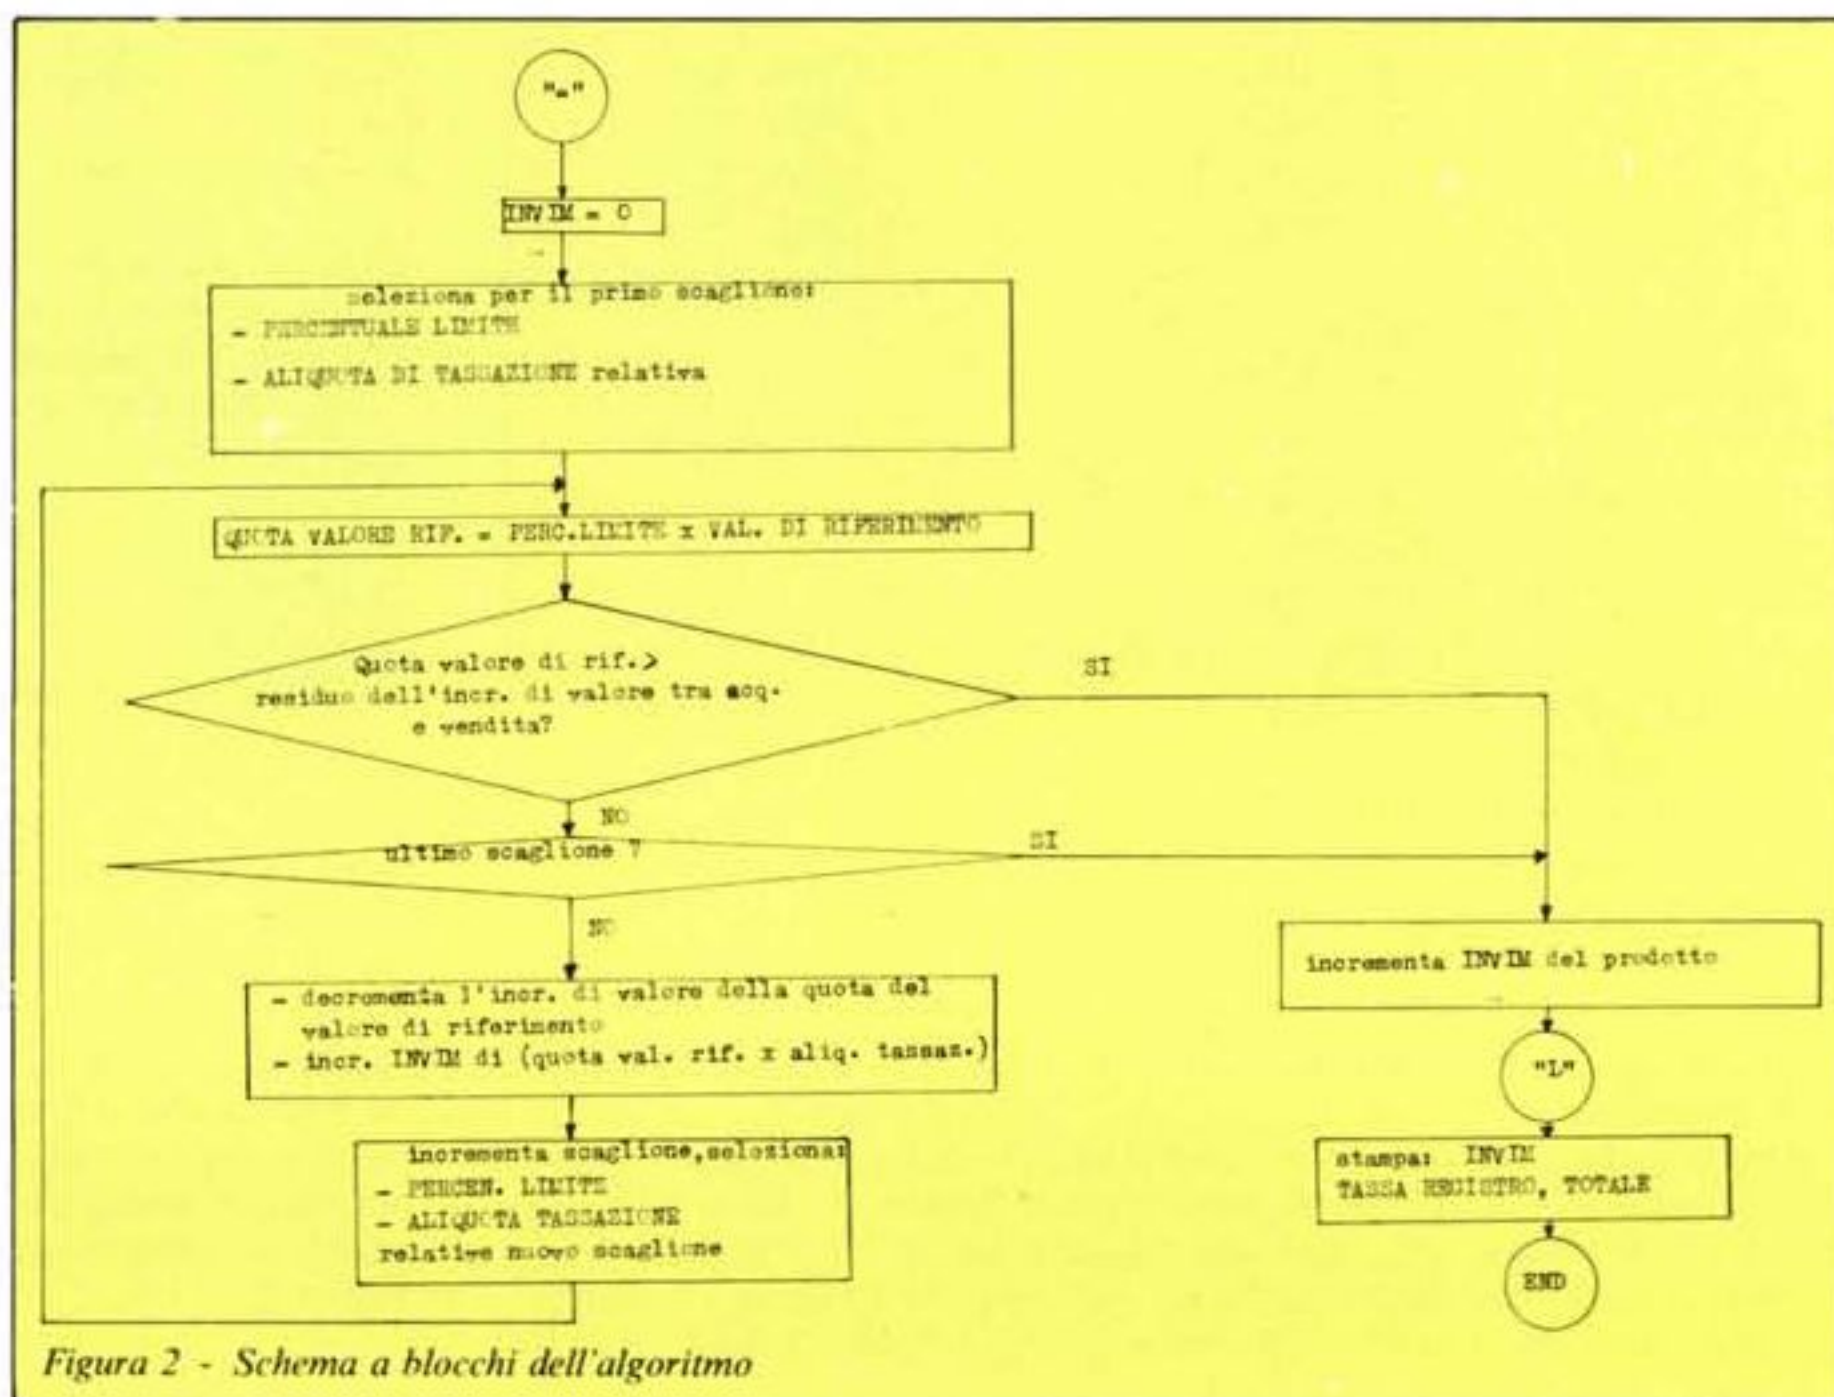 "="
INVIM = 0
seleziona per il primo scaglione:
- PERCENTUALE LIMITE
- ALIQUOTA DI TASSAZIONE relativa
QUOTA VALORE RIF. = PERC.LIMITE x VAL. DI RIFERIMENTO
Quota valore di rif.>
residuo dell'incr. di valore tra acq.
e vendita?
SI
NO
ultimo scaglione ?
SI
NO
- decrementa l'incr. di valore della quota del
valore di riferimento
- incr. INVIM di (quota val. rif. x aliq. tassaz.)
incrementa scaglione,seleziona:
- PERCEN. LIMITE
- ALIQUOTA TASSAZIONE
relative nuovo scaglione
incrementa INVIM del prodotto
"L"
stampa: INVIM
TASSA REGISTRO, TOTALE
END
Figura 2 - Schema a blocchi dell'algoritmo